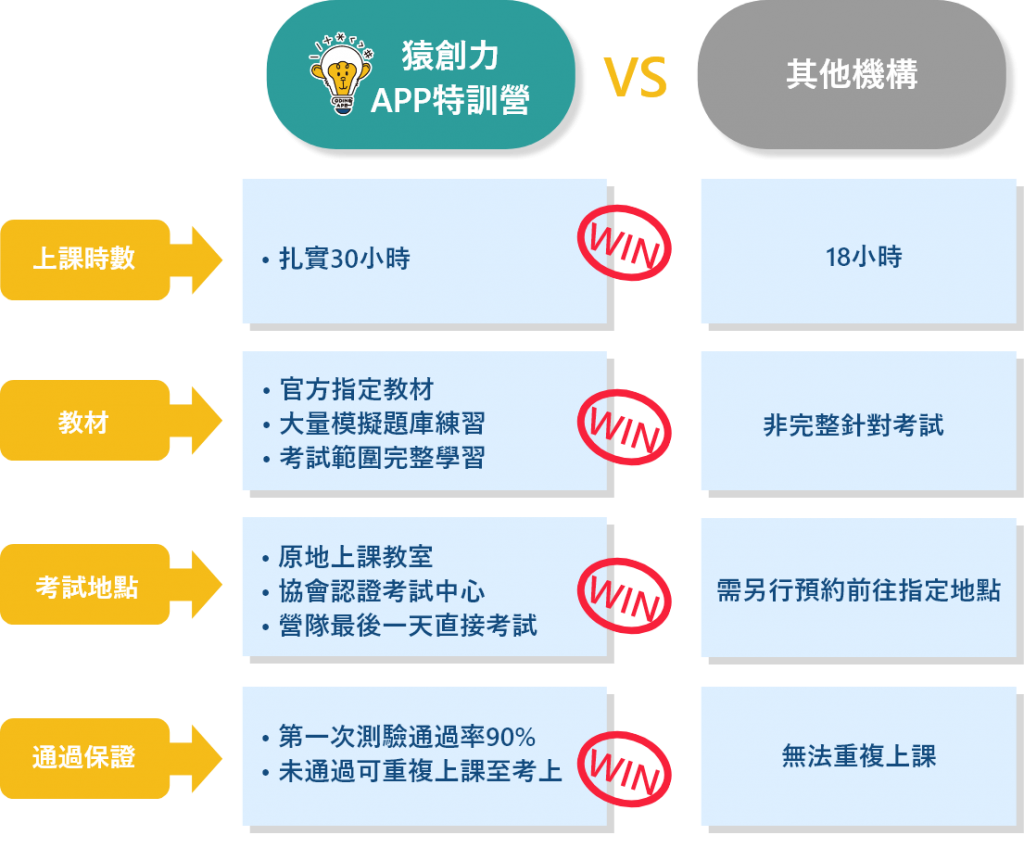 猿創力
APP特訓營
VS
其他機構
上課時數
• 扎實30小時
WIN
18小時
教材
• 官方指定教材
• 大量模擬題庫練習
• 考試範圍完整學習
WIN
非完整針對考試
考試地點
• 原地上課教室
• 協會認證考試中心
• 營隊最後一天直接考試
WIN
需另行預約前往指定地點
通過保證
• 第一次測驗通過率90%
• 未通過可重複上課至考上
WIN
無法重複上課